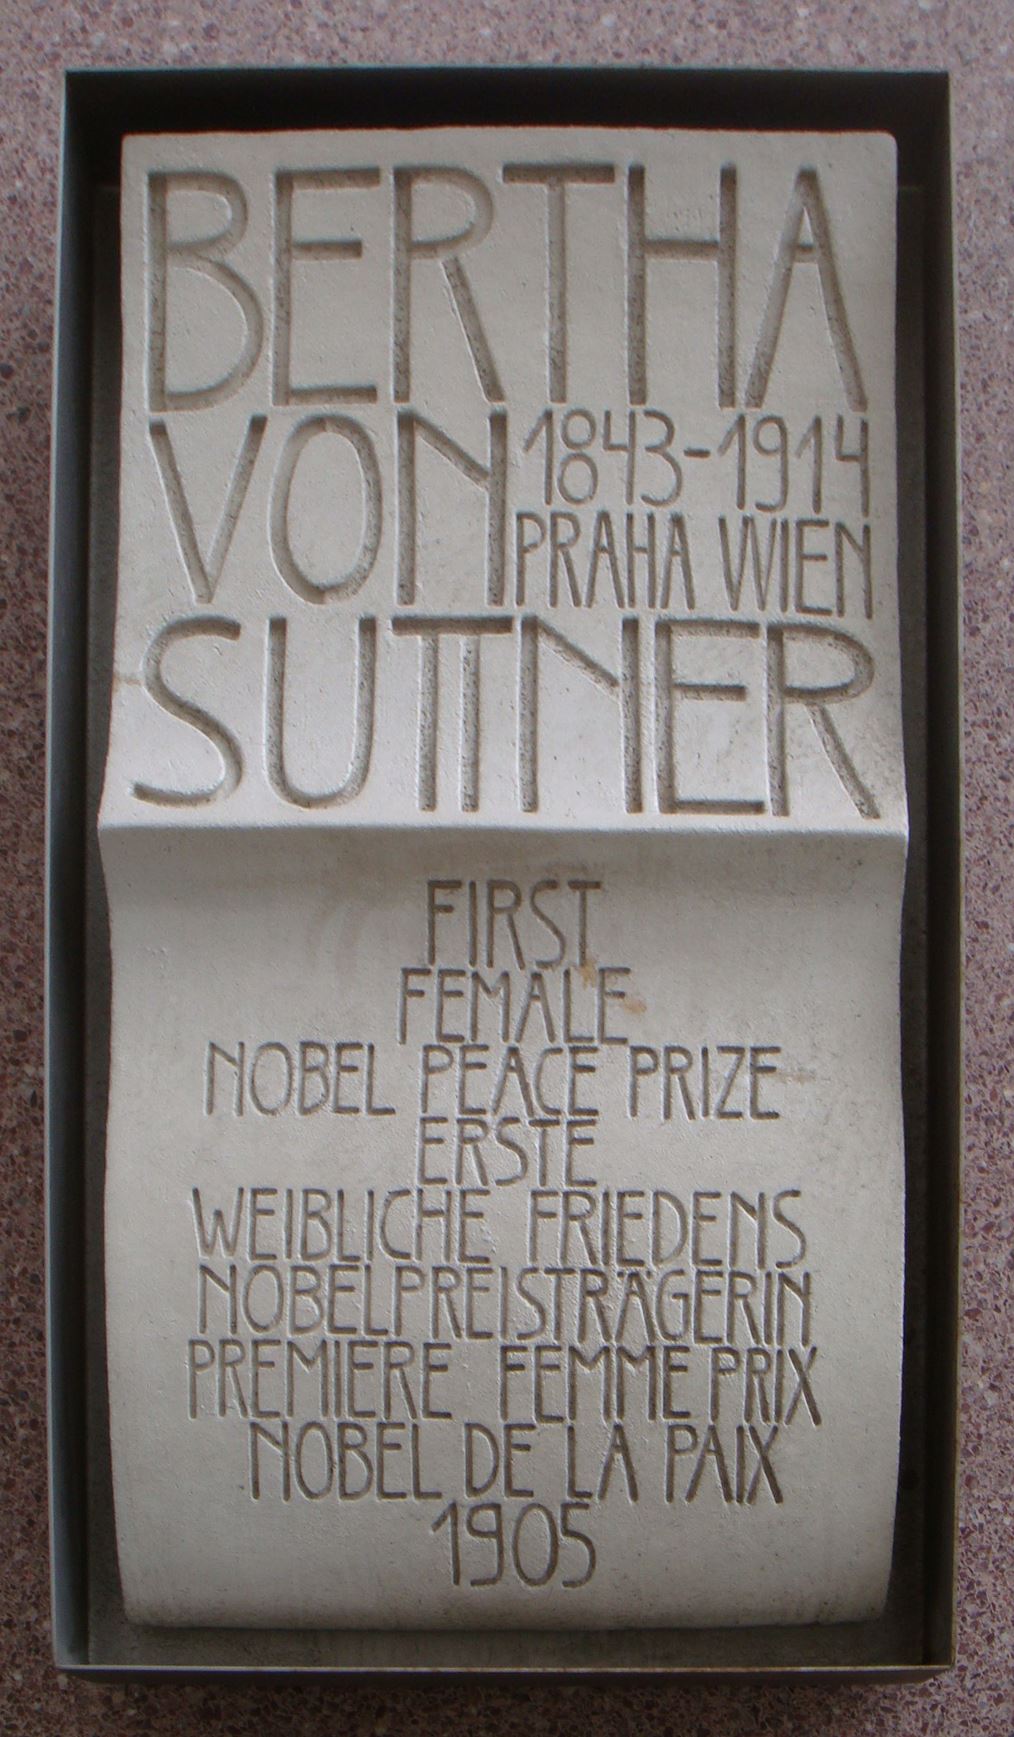 BERTHA
VON 1843-1914
PRAHA WIEN
SUTTNER
FIRST
FEMALE
NOBEL PEACE PRIZE
ERSTE
WEIBLICHE FRIEDENS
NOBELPREISTRÄGERIN
PREMIERE FEMME PRIX
NOBEL DE LA PAIX
1905